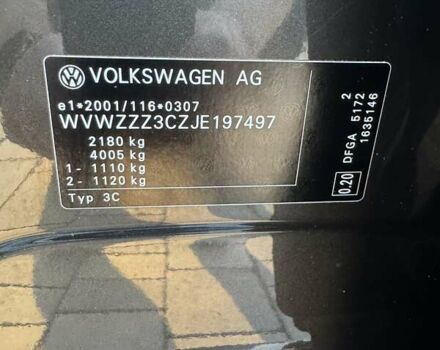 VOLKSWAGEN AG
e1*2001/116*0307
WVWZZZ3CZJE197497
2180 kg
4005 kg
1- 1110 kg
2- 1120 kg
Typ 3C
0.20
DFGA 5172 2
1635146